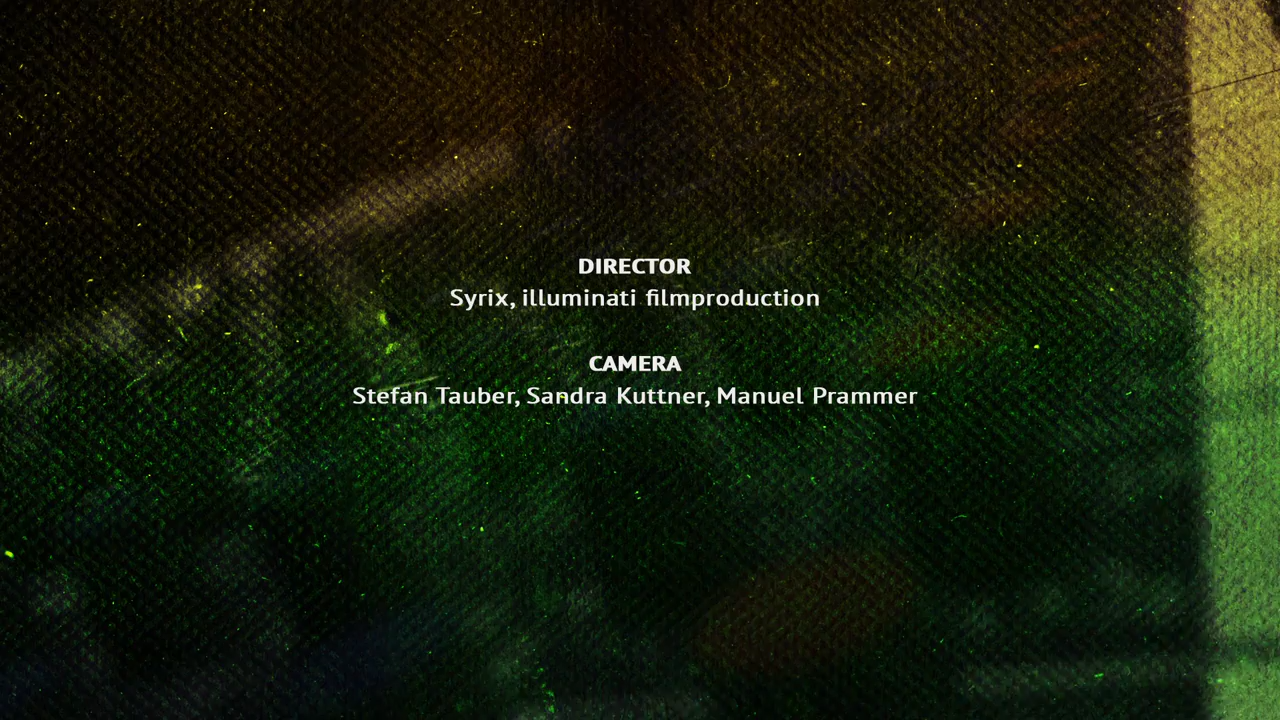 DIRECTOR
Syrix, illuminati filmproduction
CAMERA
Stefan Tauber, Sandra Kuttner, Manuel Prammer